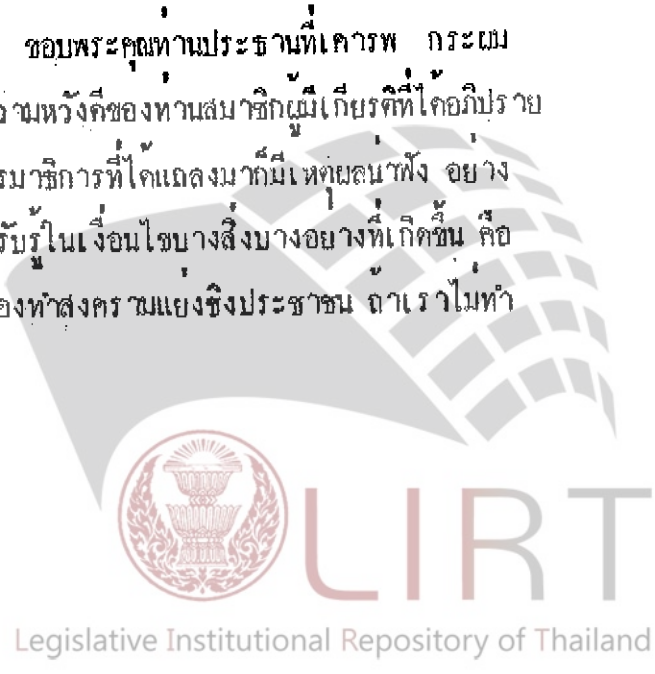 ขอบพระคุณท่านประธานที่เคารพ กระผม
วามหวังดีของท่านสมาชิกผู้มีเกียรติที่ได้อภิปราย
รมาธิการที่ได้แถลงมาก็มีเหตุผลน่าฟัง อย่าง
รับรู้ในเงื่อนไขบางสิ่งบางอย่างที่เกิดขึ้น คือ
องทำสงครามแย่งชิงประชาชน ถ้าเราไม่ทำ
LIRT
Legislative Institutional Repository of Thailand